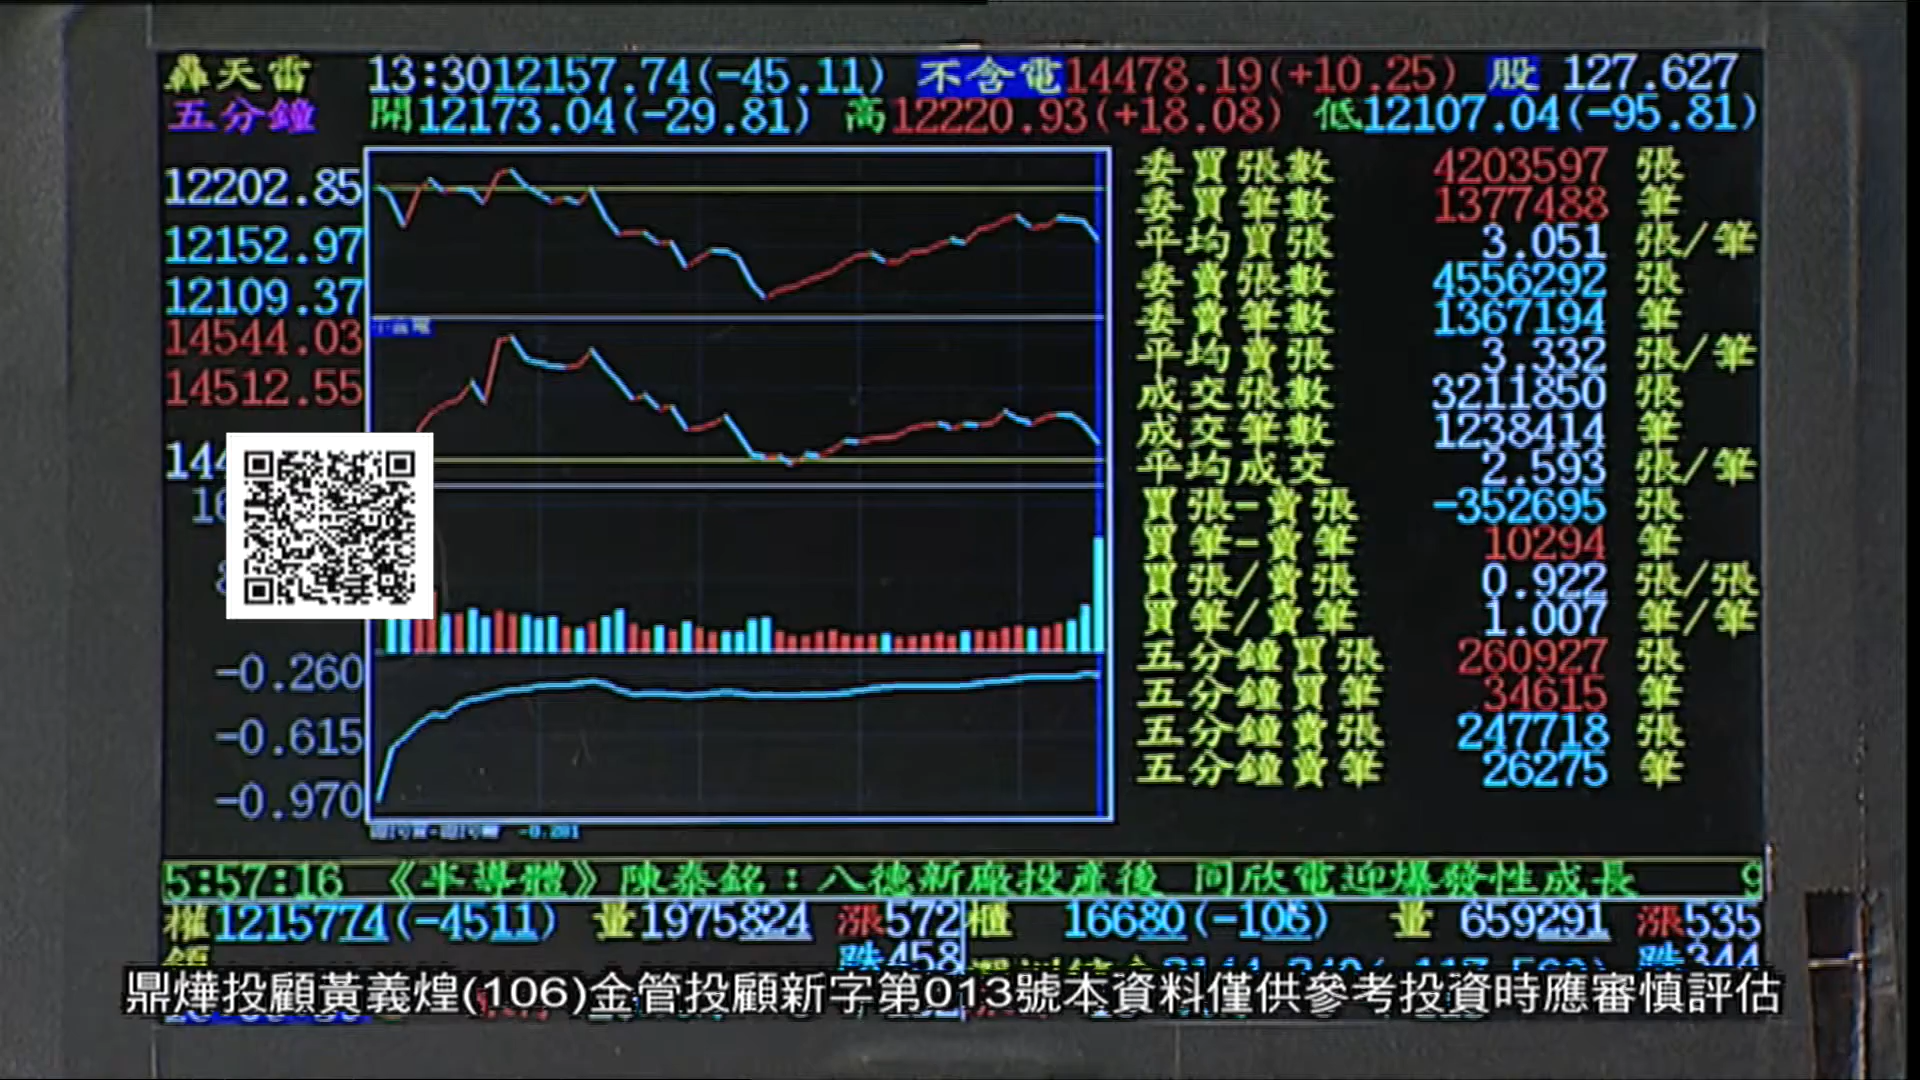 轟天雷 13:30 12157.74(-45.11) 不含電 14478.19(+10.25) 股 127.627
五分鐘 開12173.04(-29.81) 高12220.93(+18.08) 低12107.04(-95.81)
12202.85
12152.97
12109.37
14544.03
14512.55
-0.260
-0.615
-0.970
不含電
-0.281
委買張數 4203597 張
委買筆數 1377488 筆
平均買張 3.051 張/筆
委賣張數 4556292 張
委賣筆數 1367194 筆
平均賣張 3.332 張/筆
成交張數 3211850 張
成交筆數 1238414 筆
平均成交 2.593 張/筆
買張-賣張 -352695 張
買筆-賣筆 10294 筆
買張/賣張 0.922 張/張
買筆/賣筆 1.007 筆/筆
五分鐘買張 260927 張
五分鐘買筆 34615 筆
五分鐘賣張 247718 張
五分鐘賣筆 26275 筆
5:57:16 《半導體》陳泰銘：八德新廠投產後 同欣電迎爆發性成長 9
權1215774(-4511) 量1975824 漲572 櫃 16680(-106) 量 659291 漲535
跌458 跌344
鼎燁投顧黃義煌(106)金管投顧新字第013號本資料僅供參考投資時應審慎評估